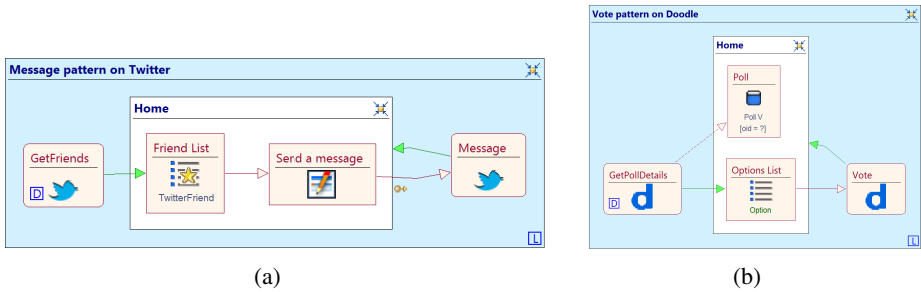 Message pattern on Twitter
Home
GetFriends
D
Friend List
TwitterFriend
Serd a message
Message
L
(a)
Vote pattern on Doodle
Home
Poll
Poll V
[oid = ?]
GetPollDetails
D
d
Options List
Option
Vote
d
L
(b)